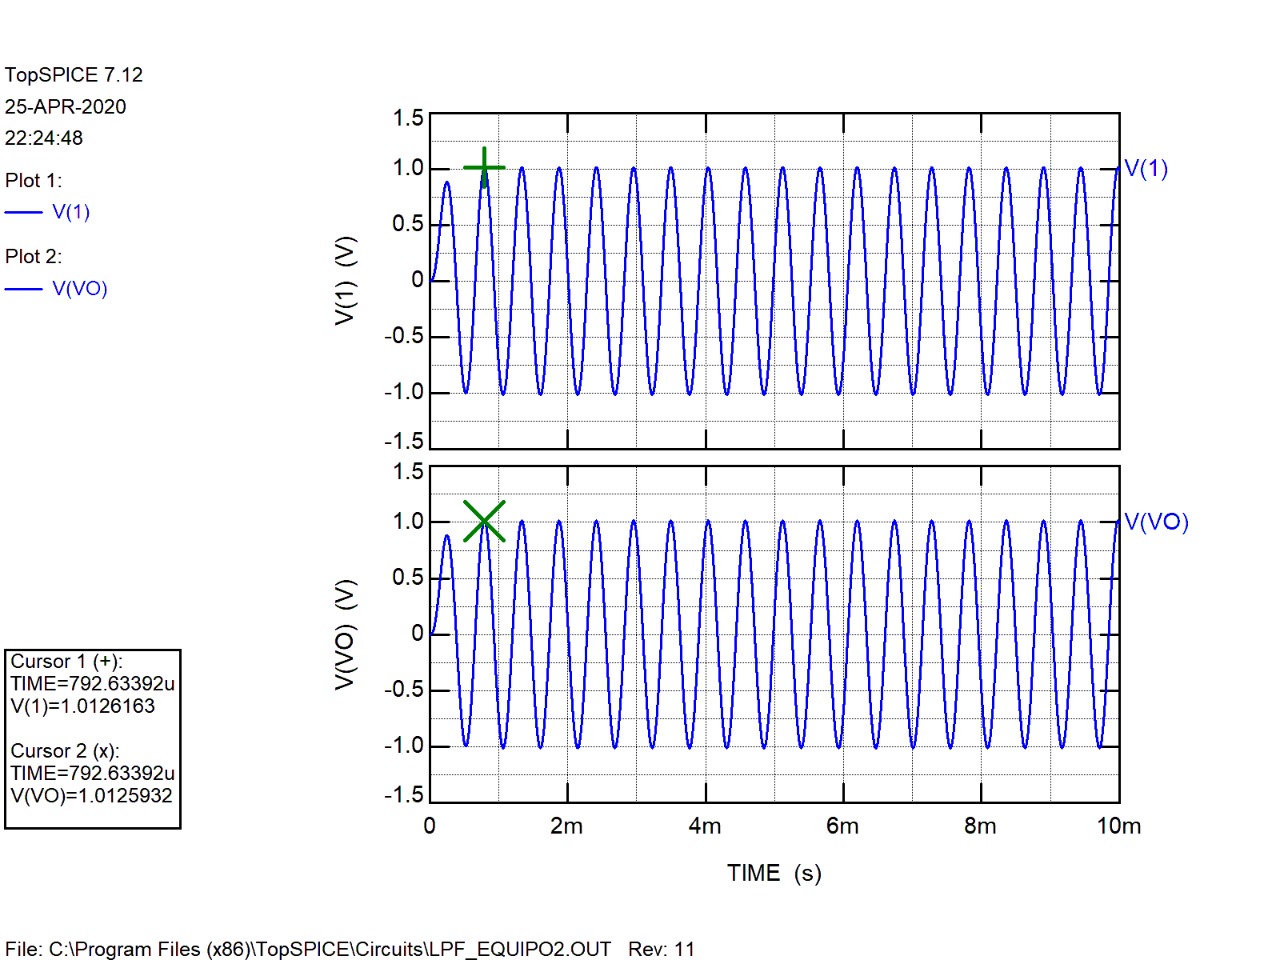 TopSPICE 7.12
25-APR-2020
22:24:48
Plot 1:
V(1)
Plot 2:
V(VO)
1.5
1.0
0.5
0
-0.5
-1.0
-1.5
V(1) (V)
V(1)
1.5
1.0
0.5
0
-0.5
-1.0
-1.5
V(VO) (V)
V(VO)
0 2m 4m 6m 8m 10m
TIME (s)
Cursor 1 (+):
TIME=792.63392u
V(1)=1.0126163
Cursor 2 (x):
TIME=792.63392u
V(VO)=1.0125932
File: C:\Program Files (x86)\TopSPICE\Circuits\LPF_EQUIPO2.OUT Rev: 11